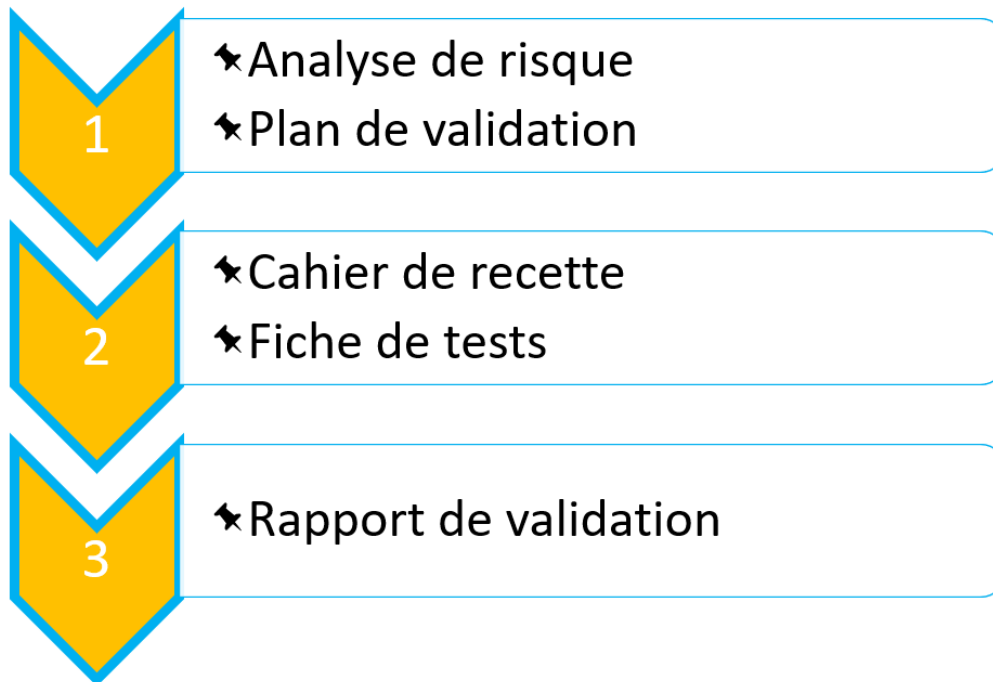 1
Analyse de risque
Plan de validation
2
Cahier de recette
Fiche de tests
3
Rapport de validation